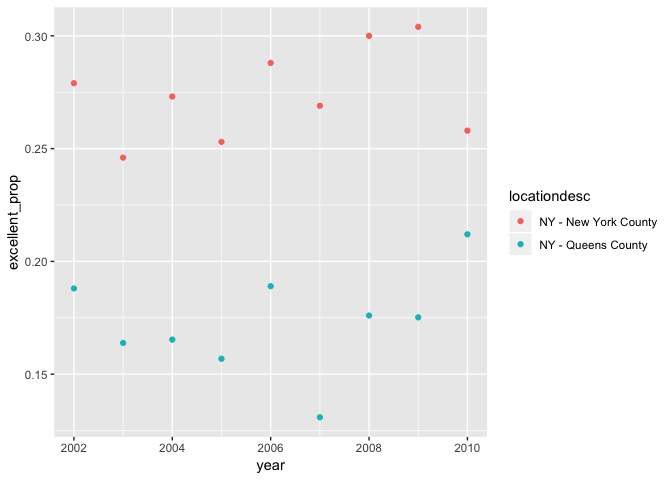 0.30
0.25
0.20
0.15
excellent_prop
2002
2004
2006
2008
2010
year
locationdesc
NY - New York County
NY - Queens County